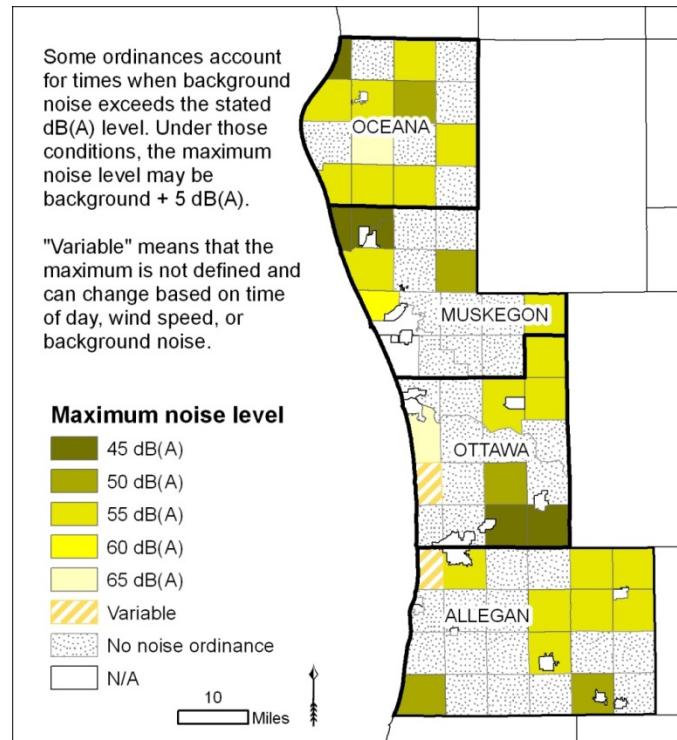 Some ordinances account
for times when background
noise exceeds the stated
dB(A) level. Under those
conditions, the maximum
noise level may be
background + 5 dB(A).
"Variable" means that the
maximum is not defined and
can change based on time
of day, wind speed, or
background noise.
OCEANA
MUSKEGON
OTTAWA
ALLEGAN
Maximum noise level
45 dB(A)
50 dB(A)
55 dB(A)
60 dB(A)
65 dB(A)
Variable
No noise ordinance
N/A
10
Miles